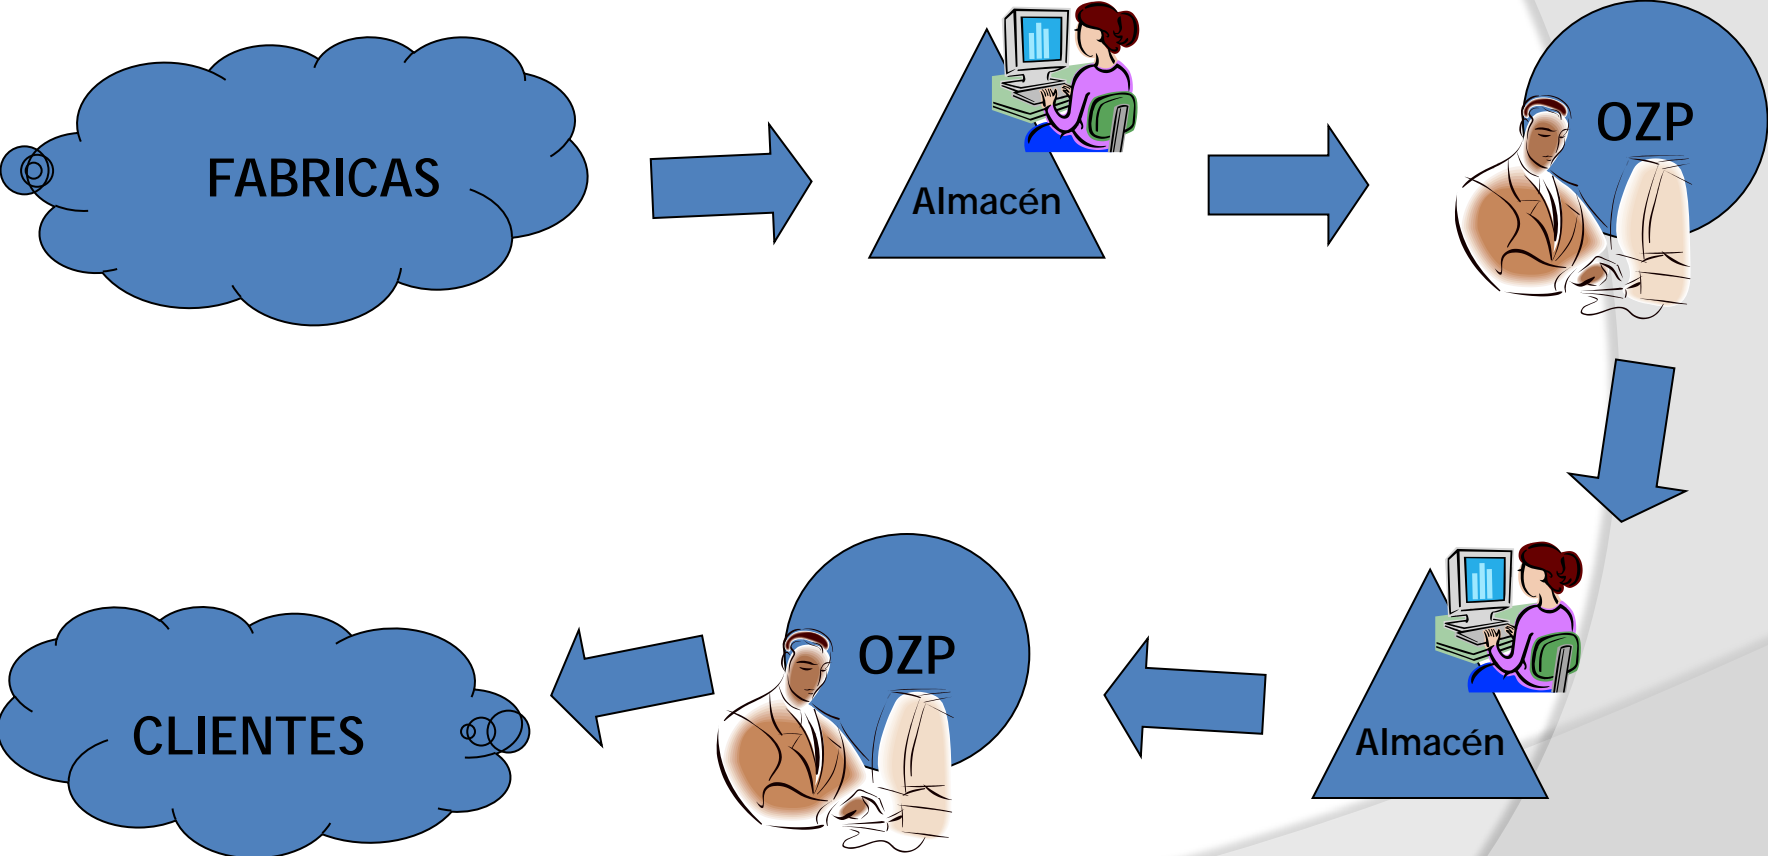 FABRICAS
Almacén
OZP
Almacén
OZP
CLIENTES